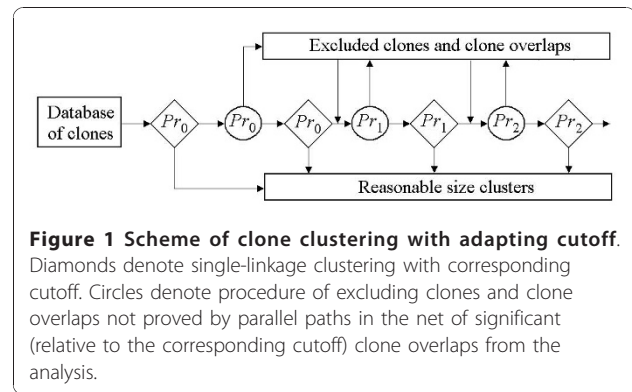 Excluded clones and clone overlaps
Database
of clones
Pr0 Pr0 Pr0 Pr1 Pr1 Pr2 Pr2
Reasonable size clusters
Figure 1 Scheme of clone clustering with adapting cutoff.
Diamonds denote single-linkage clustering with corresponding
cutoff. Circles denote procedure of excluding clones and clone
overlaps not proved by parallel paths in the net of significant
(relative to the corresponding cutoff) clone overlaps from the
analysis.